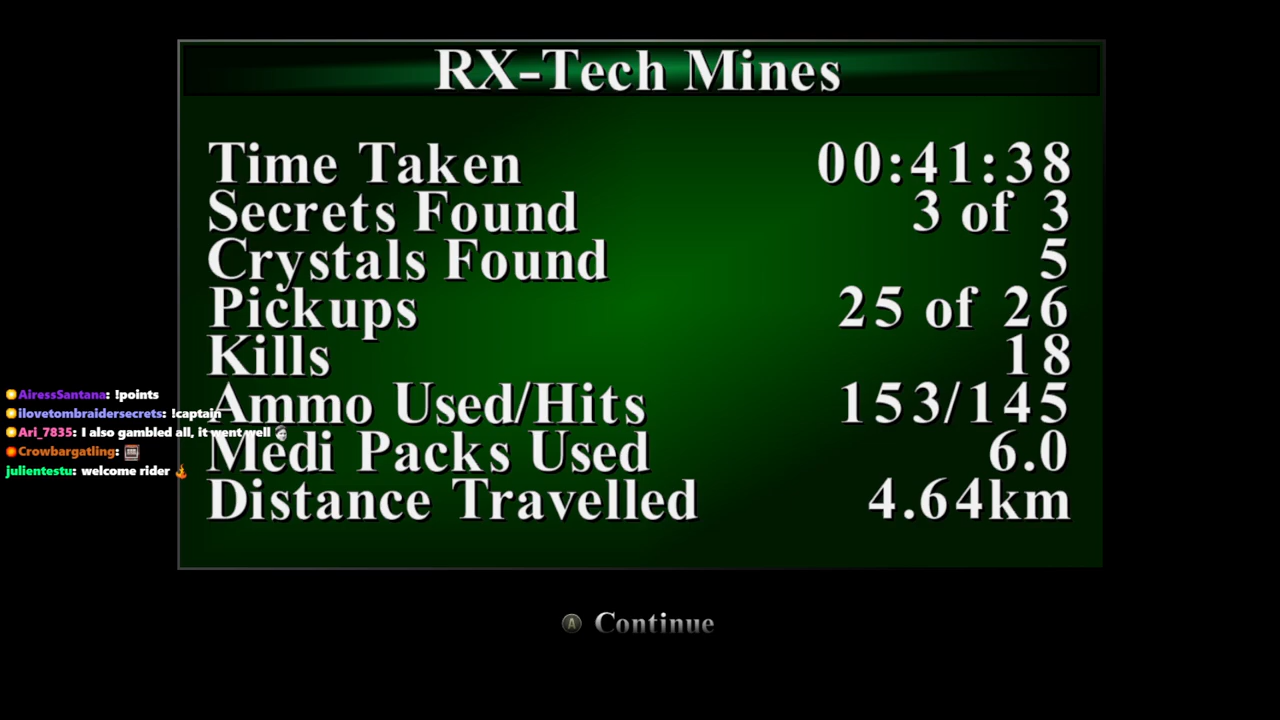 RX-Tech Mines
Time Taken 00:41:38
Secrets Found 3 of 3
Crystals Found 5
Pickups 25 of 26
Kills 18
Ammo Used/Hits 153/145
Medi Packs Used 6.0
Distance Travelled 4.64km
AiressSantana: !points
ilovetombraidersecrets: !captain
Ari_7835: I also gambled all, it went well
Crowbargatling:
julientestu: welcome rider
A Continue